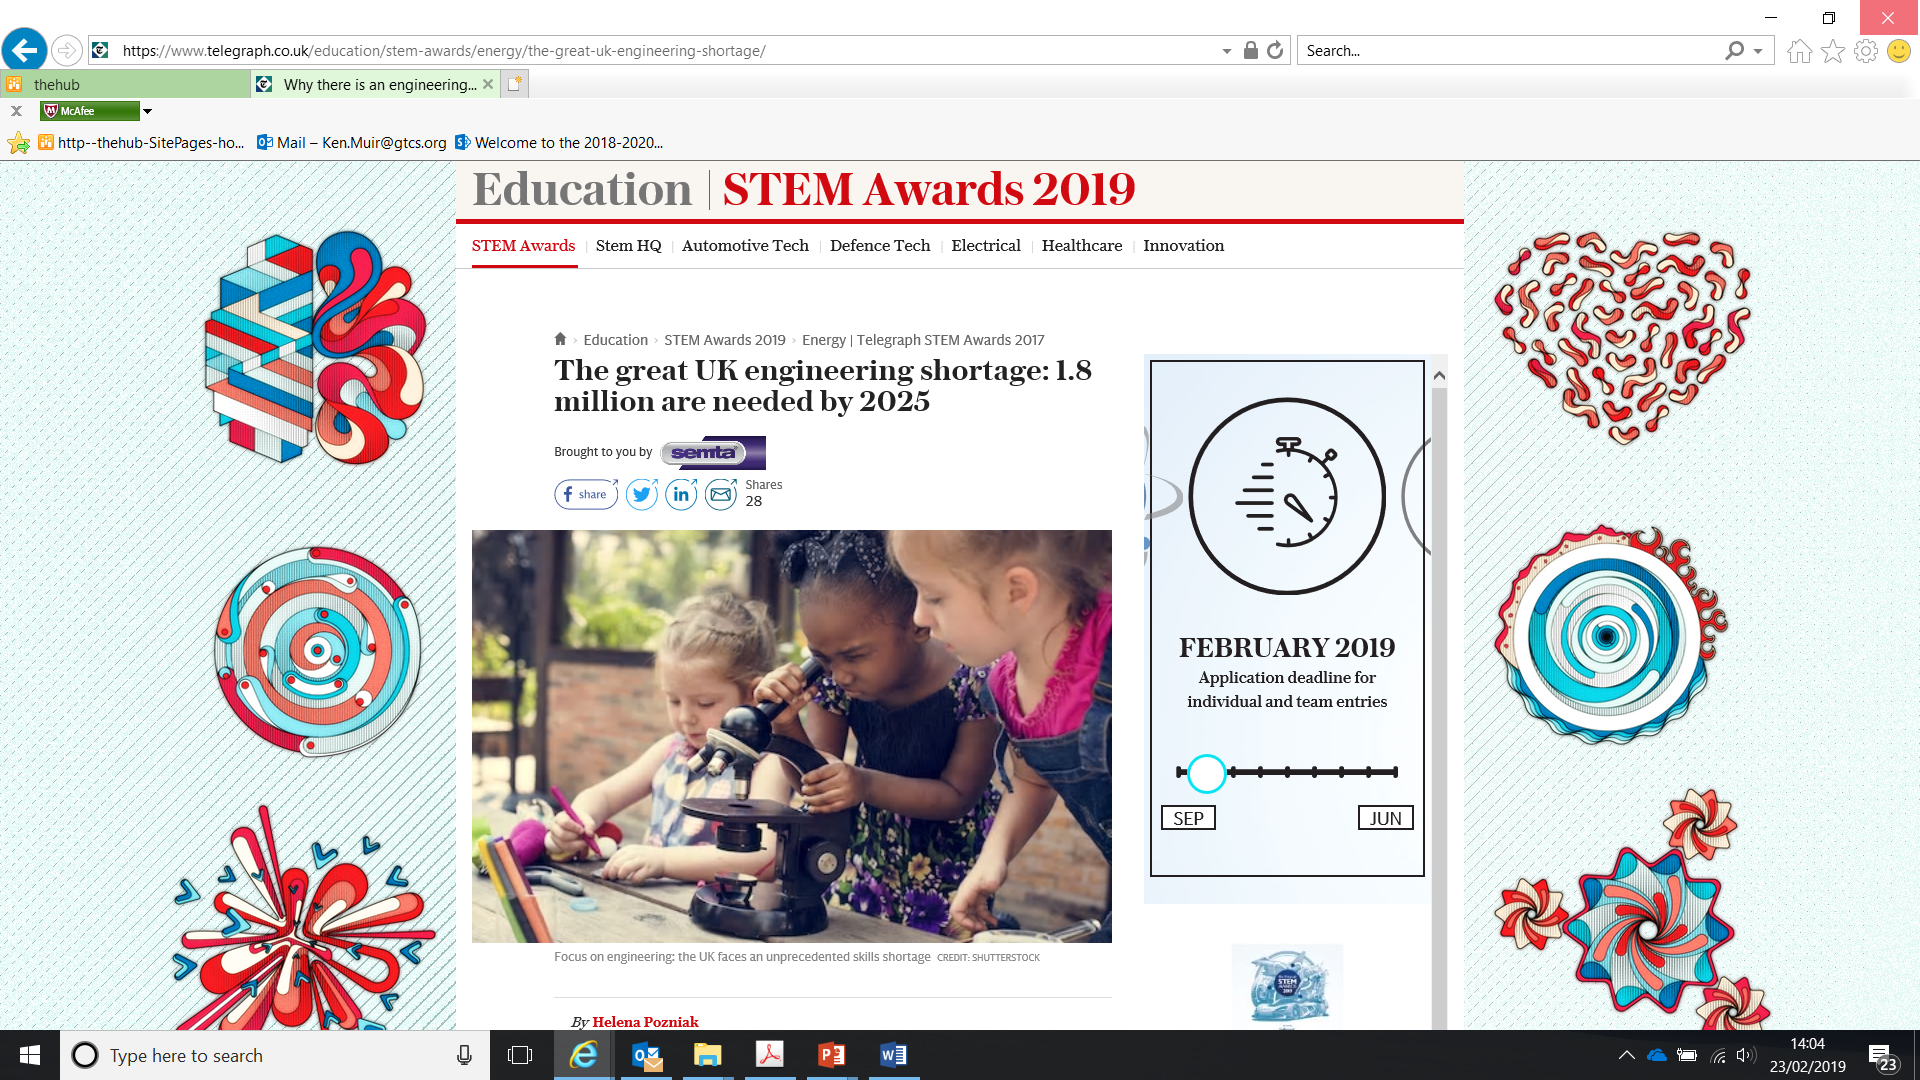 https://www.telegraph.co.uk/education/stem-awards/energy/the-great-uk-engineering-shortage/
Search...
thehub
Why there is an engineering...
McAfee
http--thehub-SitePages-ho...
Mail – Ken.Muir@gtcs.org
Welcome to the 2018-2020...
Education | STEM Awards 2019
STEM Awards
Stem HQ
Automotive Tech
Defence Tech
Electrical
Healthcare
Innovation
Education › STEM Awards 2019 › Energy | Telegraph STEM Awards 2017
The great UK engineering shortage: 1.8
million are needed by 2025
Brought to you by semta
share
Shares
28
FEBRUARY 2019
Application deadline for
individual and team entries
SEP
JUN
Focus on engineering: the UK faces an unprecedented skills shortage CREDIT: SHUTTERSTOCK
STEM
By Helena Pozniak
Type here to search
14:04
23/02/2019
23